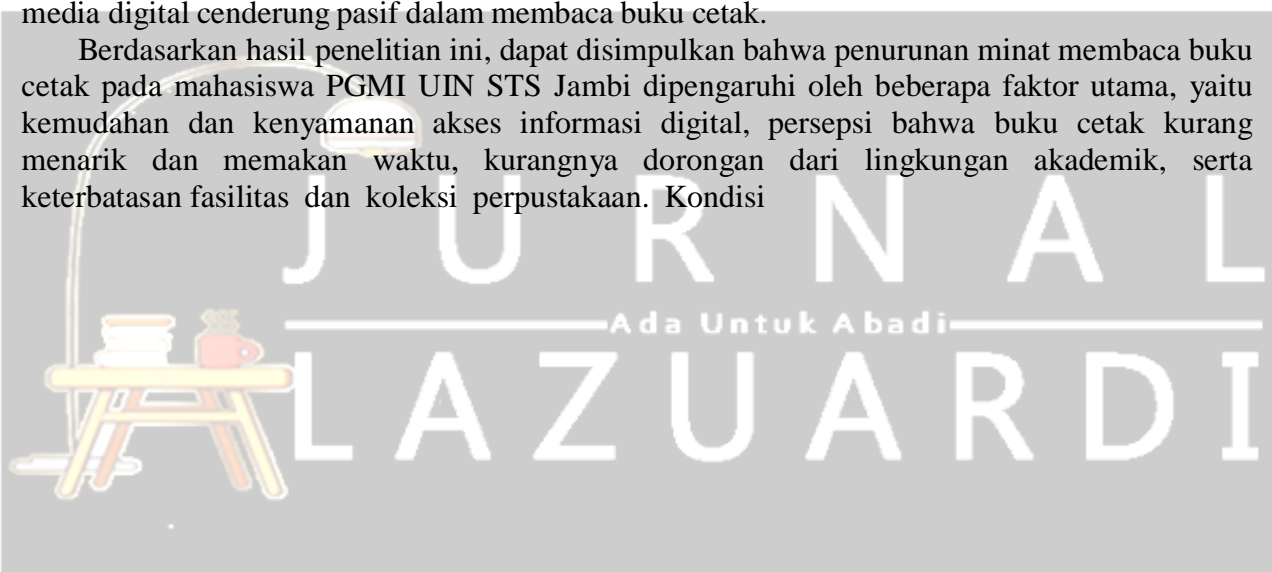 media digital cenderung pasif dalam membaca buku cetak.
Berdasarkan hasil penelitian ini, dapat disimpulkan bahwa penurunan minat membaca buku
cetak pada mahasiswa PGMI UIN STS Jambi dipengaruhi oleh beberapa faktor utama, yaitu
kemudahan dan kenyamanan akses informasi digital, persepsi bahwa buku cetak kurang
menarik dan memakan waktu, kurangnya dorongan dari lingkungan akademik, serta
keterbatasan fasilitas dan koleksi perpustakaan. Kondisi
JURNAL
Ada Untuk Abadi
LAZUARDI